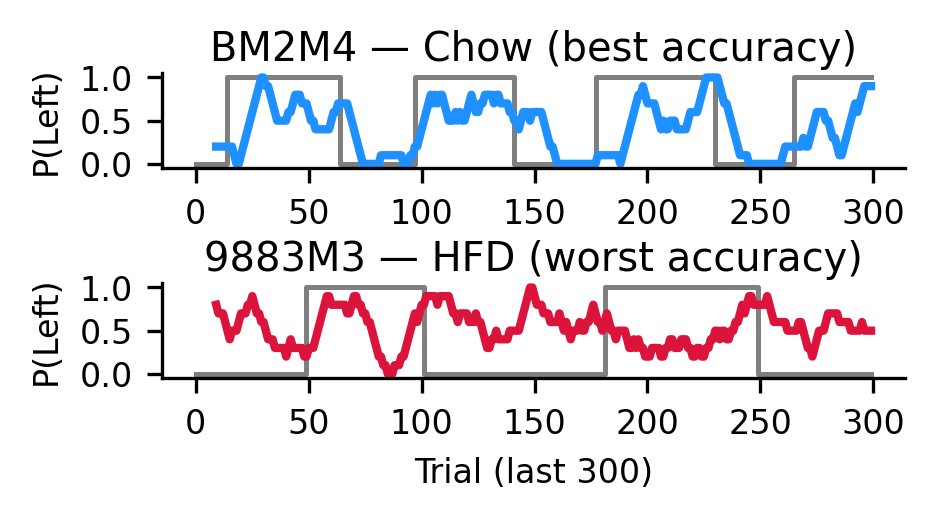 BM2M4 — Chow (best accuracy)
P(Left)
1.0
0.5
0.0
0 50 100 150 200 250 300
9883M3 — HFD (worst accuracy)
P(Left)
1.0
0.5
0.0
0 50 100 150 200 250 300
Trial (last 300)